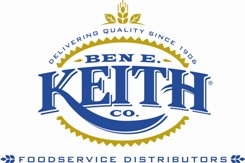 DELIVERING QUALITY SINCE 1906
BEN E.
KEITH®
CO.
FOODSERVICE DISTRIBUTORS